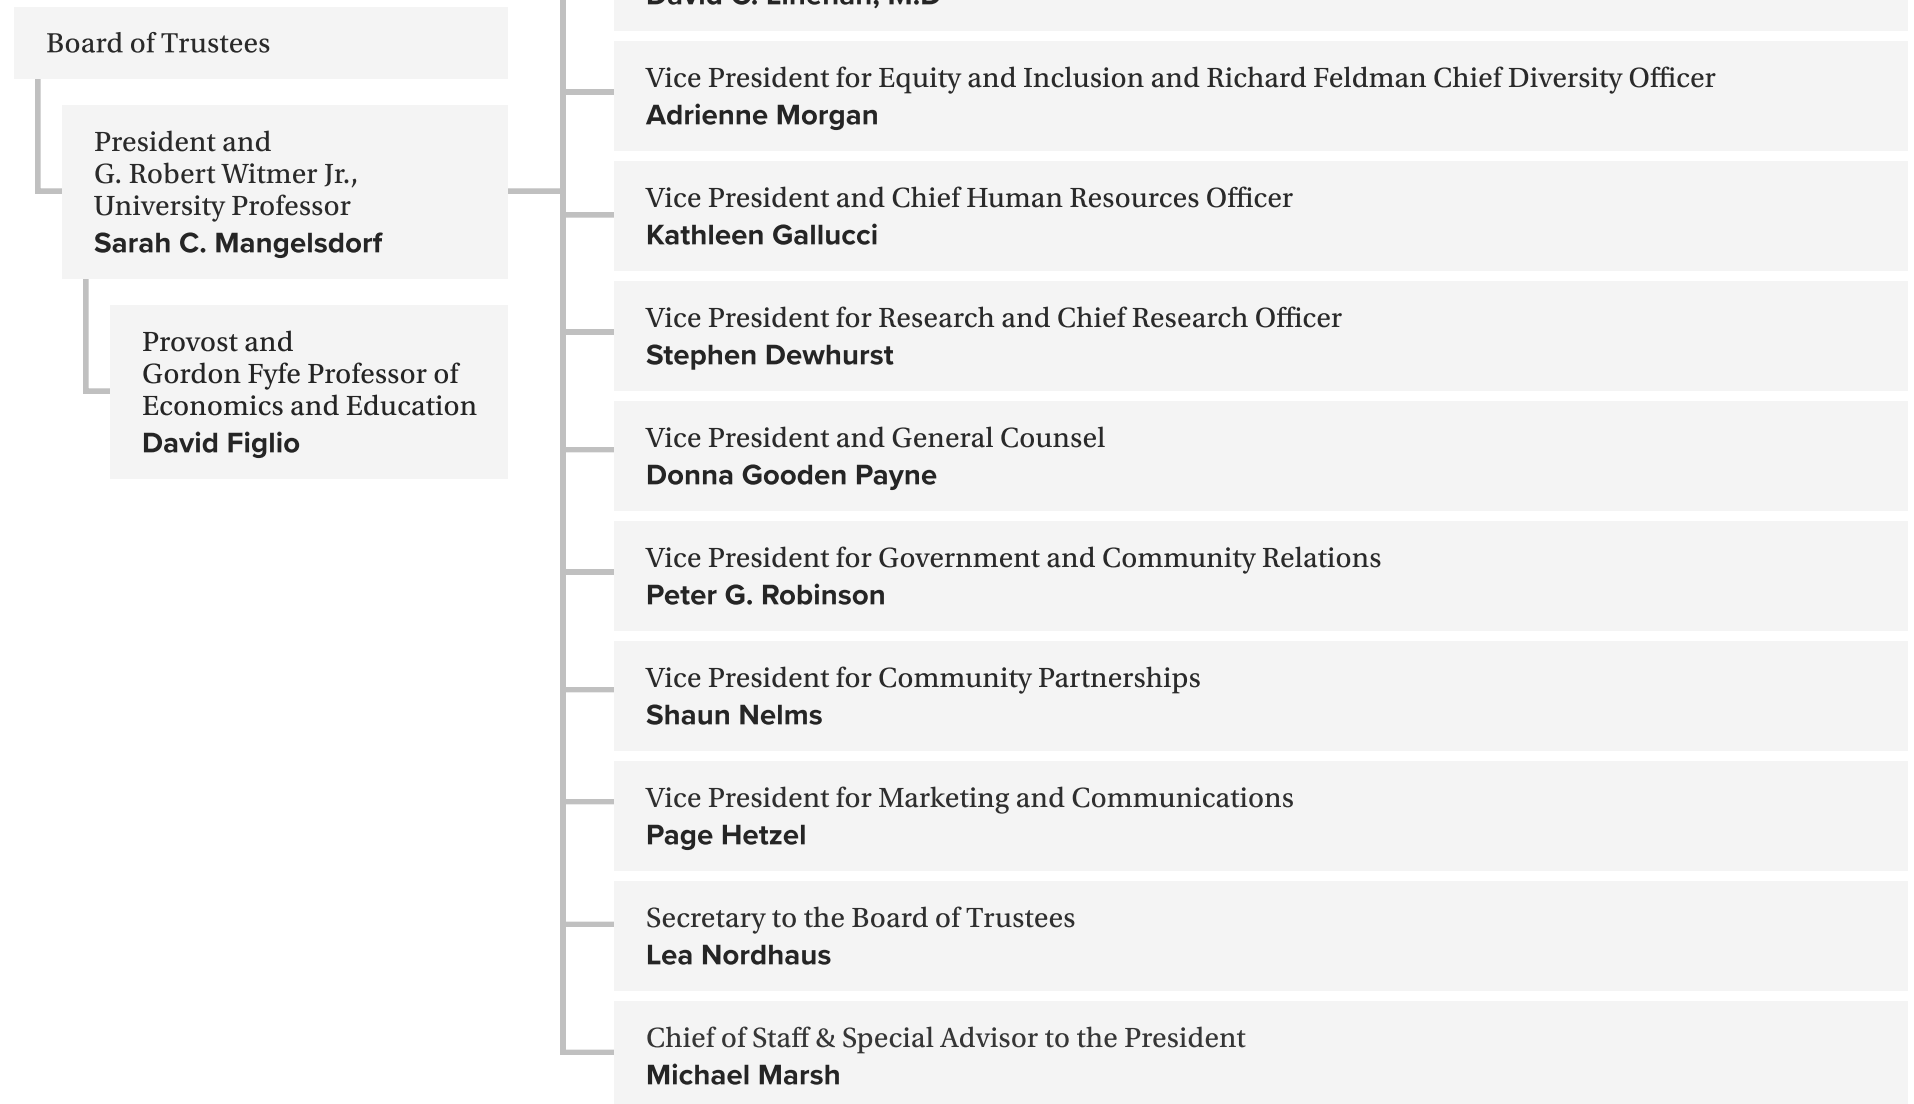 Board of Trustees
President and
G. Robert Witmer Jr.,
University Professor
Sarah C. Mangelsdorf
Provost and
Gordon Fyfe Professor of
Economics and Education
David Figlio
David C. Linehan, M.D
Vice President for Equity and Inclusion and Richard Feldman Chief Diversity Officer
Adrienne Morgan
Vice President and Chief Human Resources Officer
Kathleen Gallucci
Vice President for Research and Chief Research Officer
Stephen Dewhurst
Vice President and General Counsel
Donna Gooden Payne
Vice President for Government and Community Relations
Peter G. Robinson
Vice President for Community Partnerships
Shaun Nelms
Vice President for Marketing and Communications
Page Hetzel
Secretary to the Board of Trustees
Lea Nordhaus
Chief of Staff & Special Advisor to the President
Michael Marsh